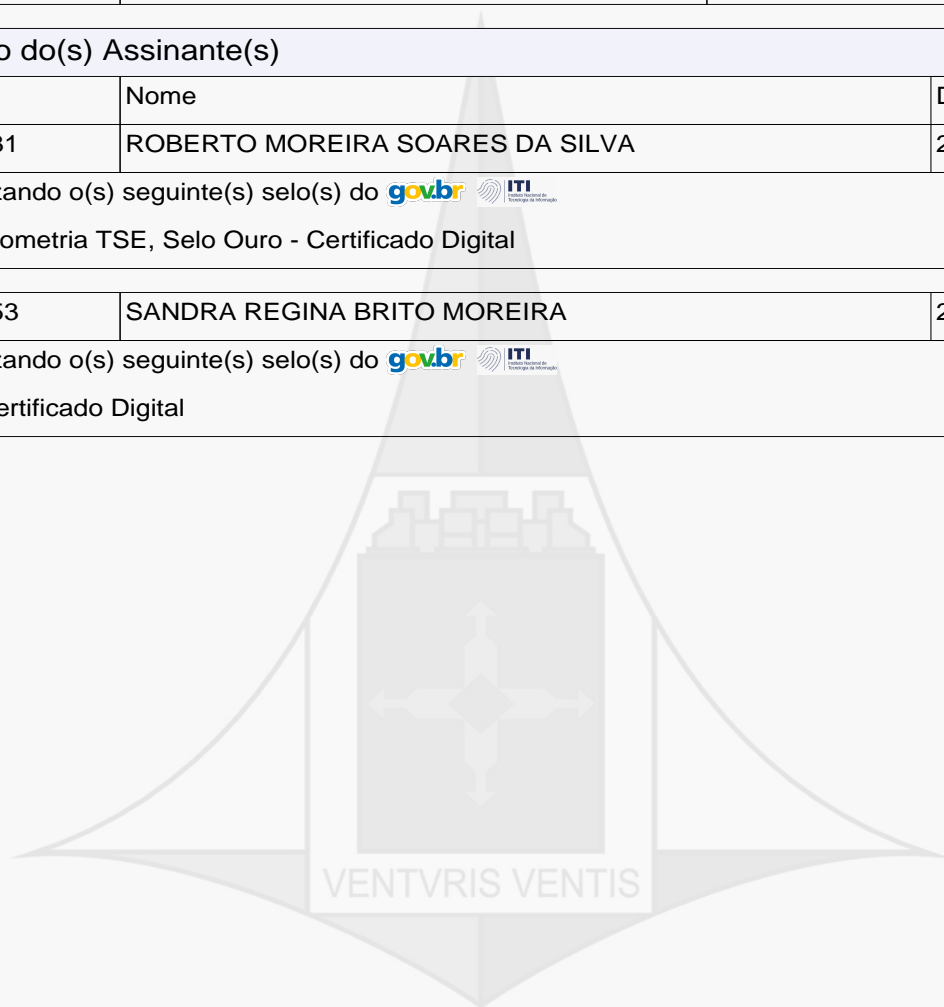 o do(s) Assinante(s)
Nome D
31 ROBERTO MOREIRA SOARES DA SILVA 2
tando o(s) seguinte(s) selo(s) do gov.br ITI
ometria TSE, Selo Ouro - Certificado Digital
53 SANDRA REGINA BRITO MOREIRA 2
tando o(s) seguinte(s) selo(s) do gov.br ITI
ertificado Digital
VENTVRIS VENTIS